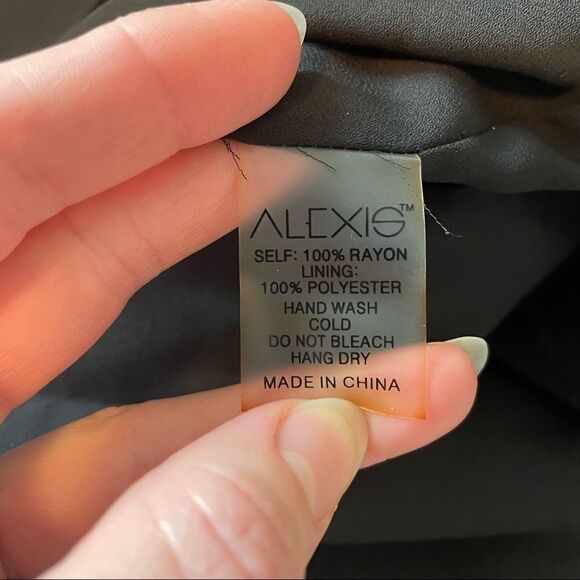 ALEXIS™
SELF: 100% RAYON
LINING:
100% POLYESTER
HAND WASH
COLD
DO NOT BLEACH
HANG DRY
MADE IN CHINA